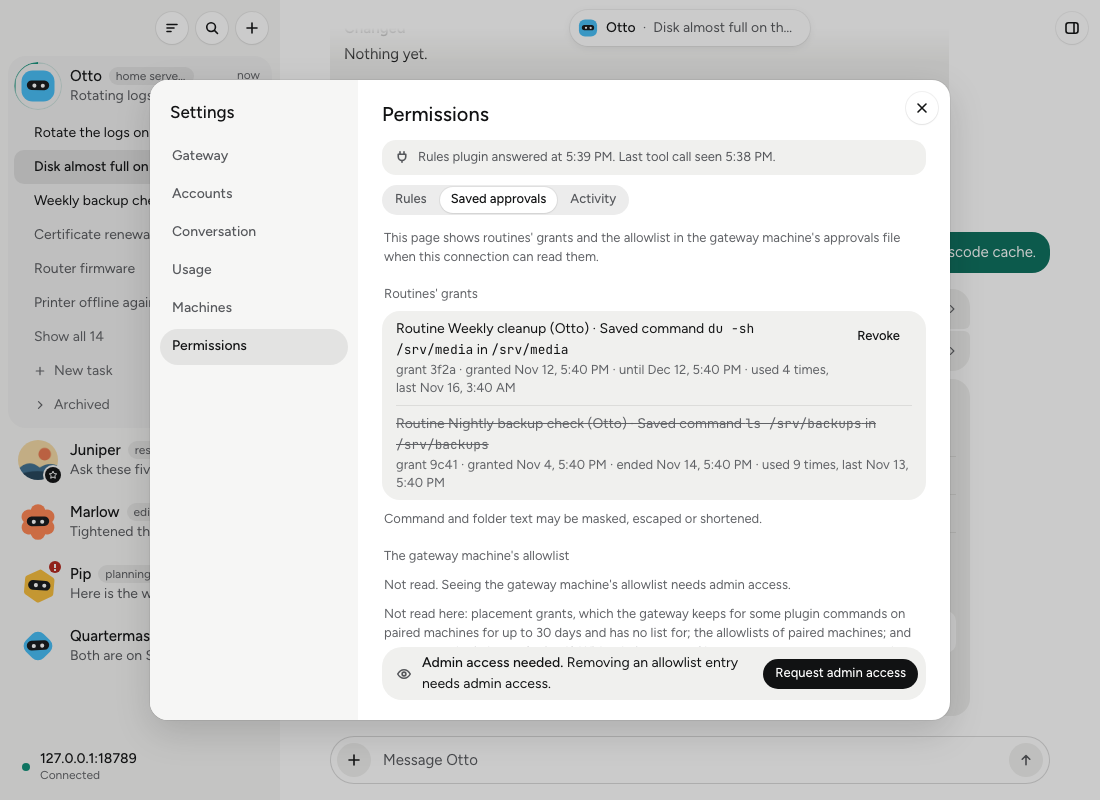 Otto · Disk almost full on th…
Changed
Nothing yet.
Otto home serve… now
Rotating logs
Rotate the logs on
Disk almost full on
Weekly backup che
Certificate renewa
Router firmware
Printer offline again
Show all 14
New task
Archived
Juniper res
Ask these fiv
Marlow edi
Tightened th
Pip planning
Here is the w
Quartermas
Both are on S
127.0.0.1:18789
Connected
scode cache.
Message Otto
Settings
Gateway
Accounts
Conversation
Usage
Machines
Permissions
Permissions
Rules plugin answered at 5:39 PM. Last tool call seen 5:38 PM.
Rules Saved approvals Activity
This page shows routines' grants and the allowlist in the gateway machine's approvals file
when this connection can read them.
Routines' grants
Routine Weekly cleanup (Otto) · Saved command du -sh
/srv/media in /srv/media
Revoke
grant 3f2a · granted Nov 12, 5:40 PM · until Dec 12, 5:40 PM · used 4 times,
last Nov 16, 3:40 AM
Routine Nightly backup check (Otto) · Saved command ls /srv/backups in
/srv/backups
grant 9c41 · granted Nov 4, 5:40 PM · ended Nov 14, 5:40 PM · used 9 times, last Nov 13,
5:40 PM
Command and folder text may be masked, escaped or shortened.
The gateway machine's allowlist
Not read. Seeing the gateway machine's allowlist needs admin access.
Not read here: placement grants, which the gateway keeps for some plugin commands on
paired machines for up to 30 days and has no list for; the allowlists of paired machines; and
Admin access needed. Removing an allowlist entry
needs admin access.
Request admin access